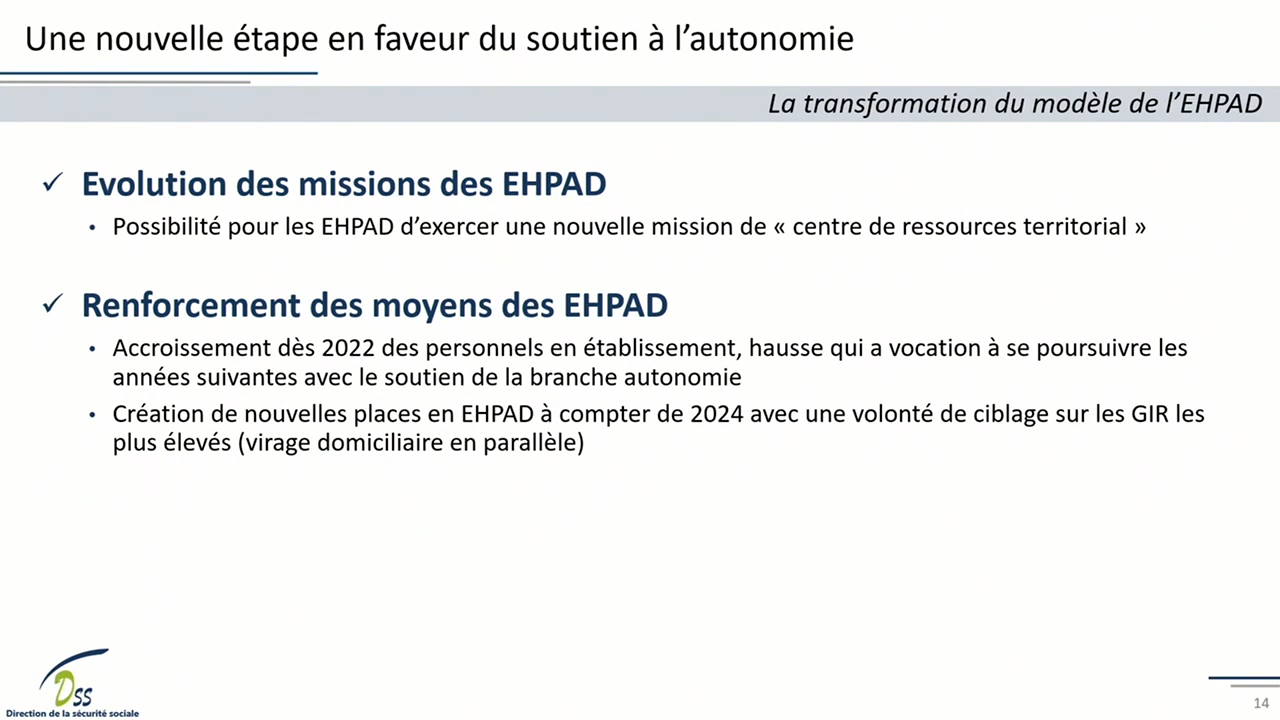 Une nouvelle étape en faveur du soutien à l’autonomie
La transformation du modèle de l’EHPAD
✓ Evolution des missions des EHPAD
• Possibilité pour les EHPAD d’exercer une nouvelle mission de « centre de ressources territorial »
✓ Renforcement des moyens des EHPAD
• Accroissement dès 2022 des personnels en établissement, hausse qui a vocation à se poursuivre les
années suivantes avec le soutien de la branche autonomie
• Création de nouvelles places en EHPAD à compter de 2024 avec une volonté de ciblage sur les GIR les
plus élevés (virage domiciliaire en parallèle)
Dss
Direction de la sécurité sociale
14